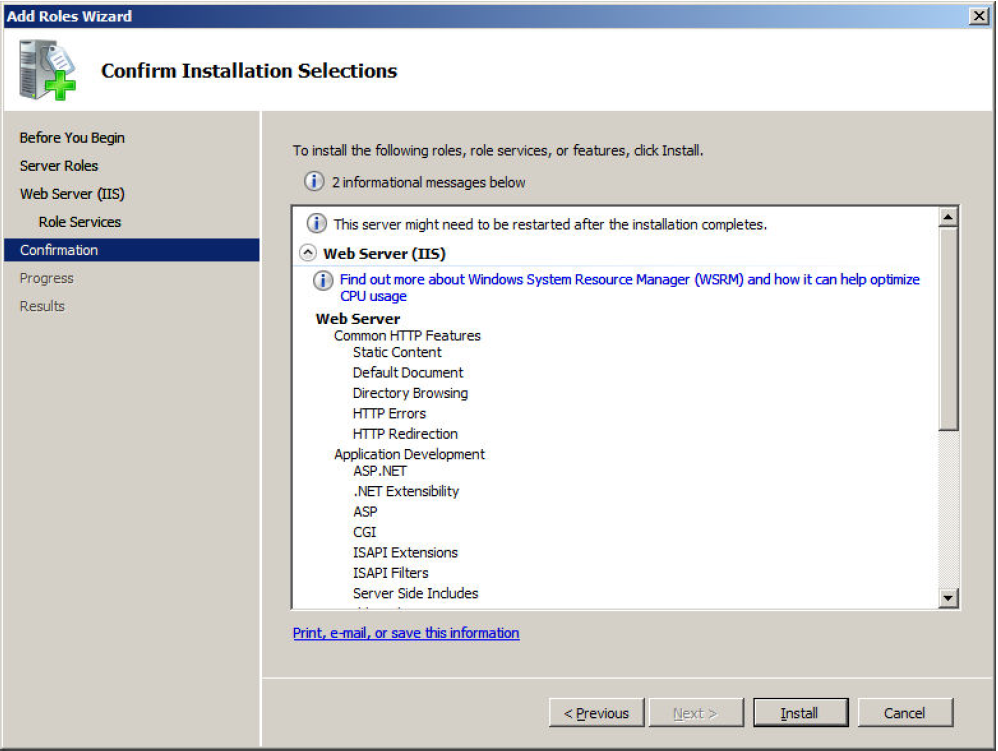 Add Roles Wizard
Confirm Installation Selections
Before You Begin
Server Roles
Web Server (IIS)
Role Services
Confirmation
Progress
Results
To install the following roles, role services, or features, click Install.
2 informational messages below
This server might need to be restarted after the installation completes.
Web Server (IIS)
Find out more about Windows System Resource Manager (WSRM) and how it can help optimize
CPU usage
Web Server
Common HTTP Features
Static Content
Default Document
Directory Browsing
HTTP Errors
HTTP Redirection
Application Development
ASP.NET
.NET Extensibility
ASP
CGI
ISAPI Extensions
ISAPI Filters
Server Side Includes
Print, e-mail, or save this information
< Previous
Next >
Install
Cancel